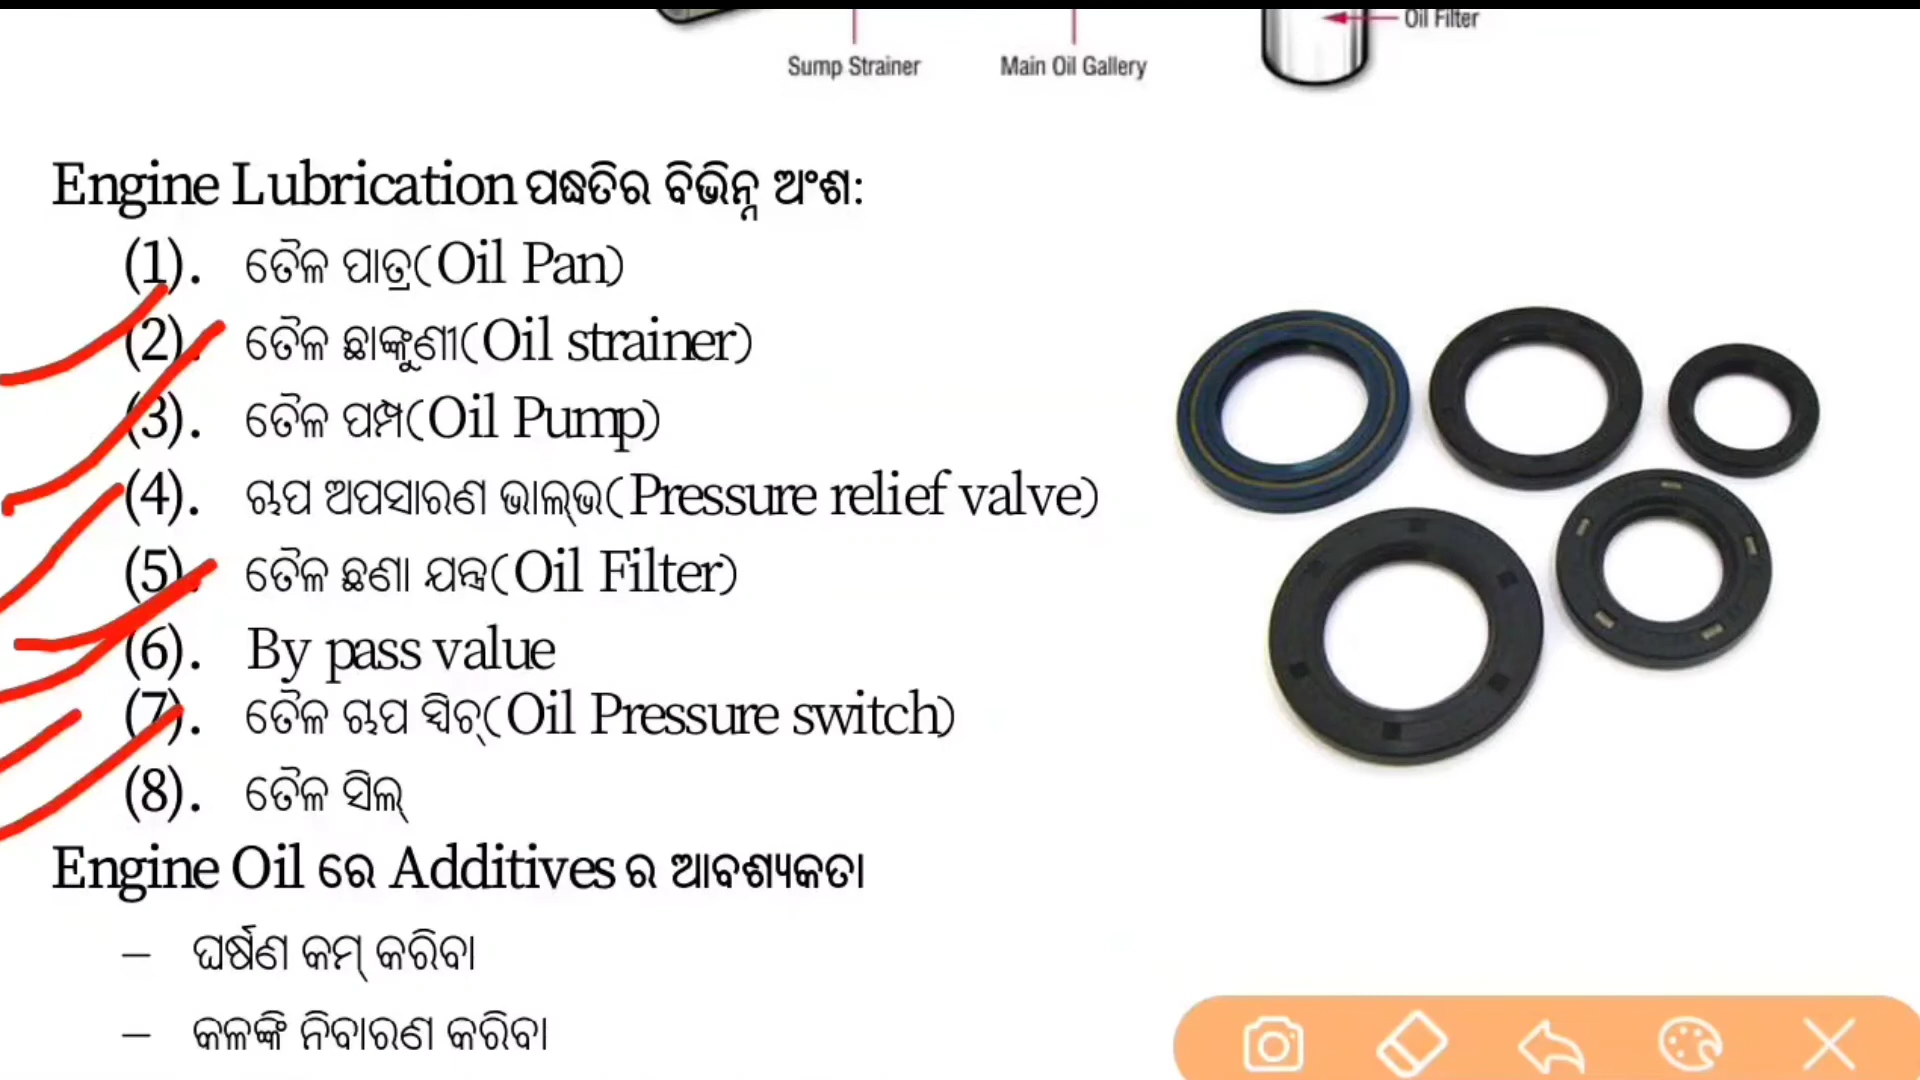 Oil Filter
Sump Strainer
Main Oil Gallery
Engine Lubrication ପଦ୍ଧତିର ବିଭିନ୍ନ ଅଂଶ:
(1). ତୈଳ ପାତ୍ର(Oil Pan)
(2). ତୈଳ ଛାଙ୍କୁଣୀ(Oil strainer)
(3). ତୈଳ ପମ୍ପ(Oil Pump)
(4). ଋପ ଅପସାରଣ ଭାଲ୍‌ଭ(Pressure relief valve)
(5). ତୈଳ ଛଣା ଯନ୍ତ୍ର(Oil Filter)
(6). By pass value
(7). ତୈଳ ଋପ ସ୍ୱିଚ୍(Oil Pressure switch)
(8). ତୈଳ ସିଲ୍
Engine Oil ରେ Additives ର ଆବଶ୍ୟକତା
– ଘର୍ଷଣ କମ୍ କରିବା
– କଳଙ୍କି ନିବାରଣ କରିବା